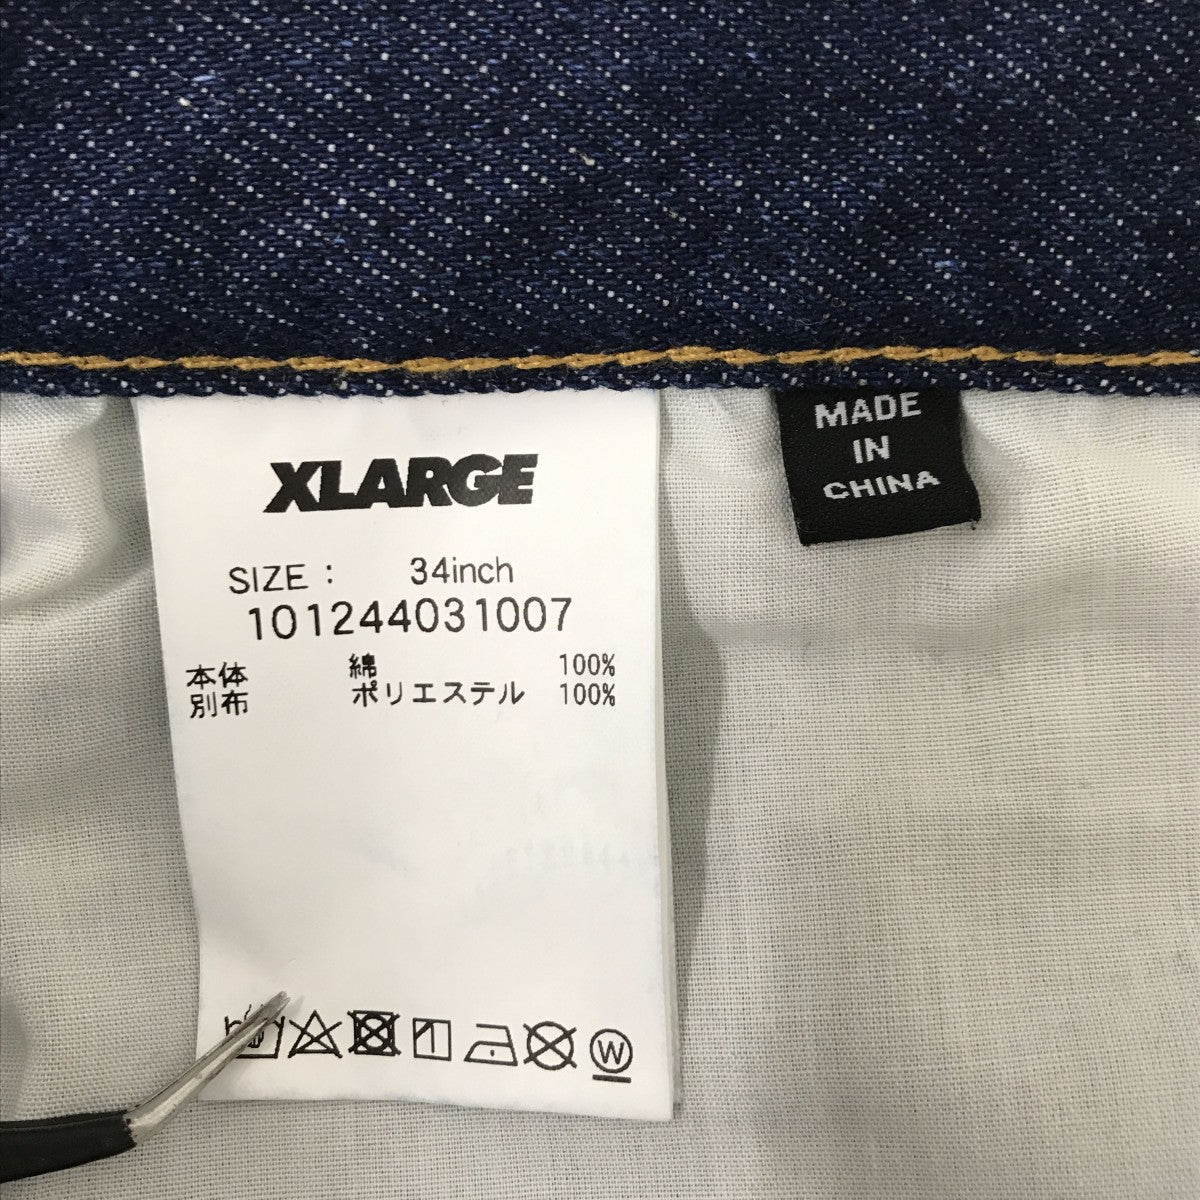 XLARGE
SIZE : 34inch
101244031007
本体 綿 100%
別布 ポリエステル 100%
W
MADE
IN
CHINA